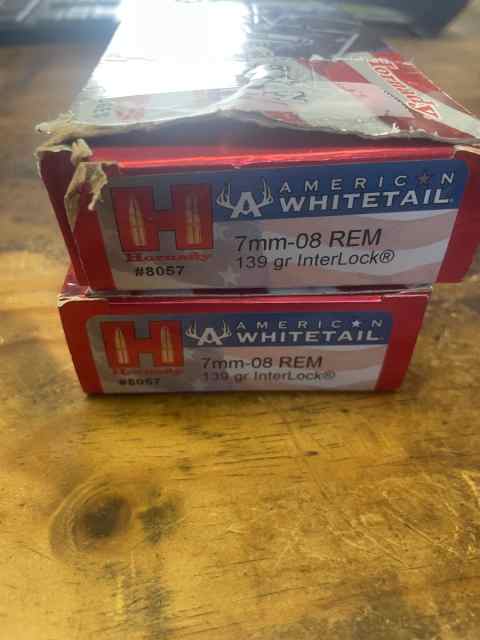 Hornady
AMERICAN
WHITETAIL
7mm-08 REM
139 gr InterLock®
H
Hornady
#8057
AMERICAN
WHITETAIL
7mm-08 REM
139 gr InterLock®
H
Hornady
#8057